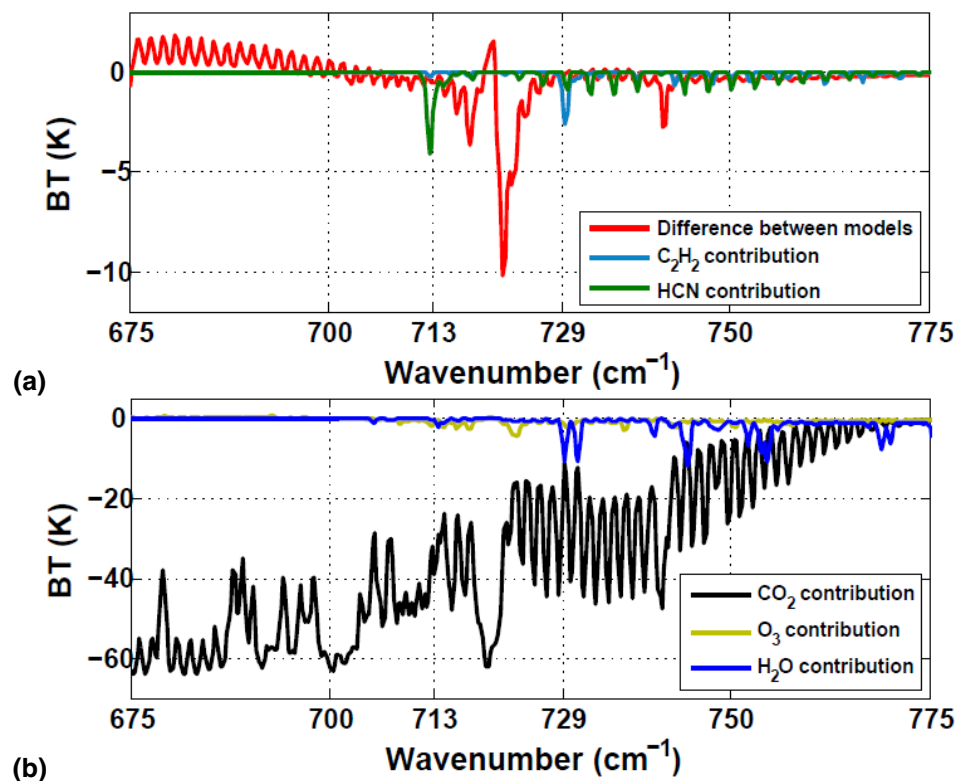 (a)
BT (K)
0
−5
−10
Difference between models
C₂H₂ contribution
HCN contribution
675 700 713 729 750 775
Wavenumber (cm⁻¹)
(b)
BT (K)
0
−20
−40
−60
CO₂ contribution
O₃ contribution
H₂O contribution
675 700 713 729 750 775
Wavenumber (cm⁻¹)